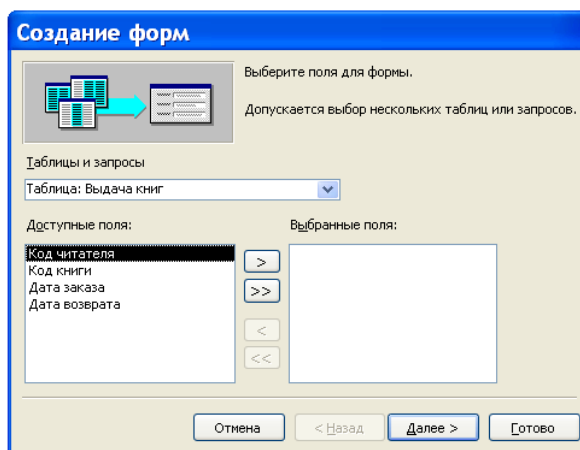 Создание форм
Выберите поля для формы.
Допускается выбор нескольких таблиц или запросов.
Таблицы и запросы
Таблица: Выдача книг
Доступные поля:
Выбранные поля:
Код читателя
Код книги
Дата заказа
Дата возврата
>
>>
<
<<
Отмена
< Назад
Далее >
Готово